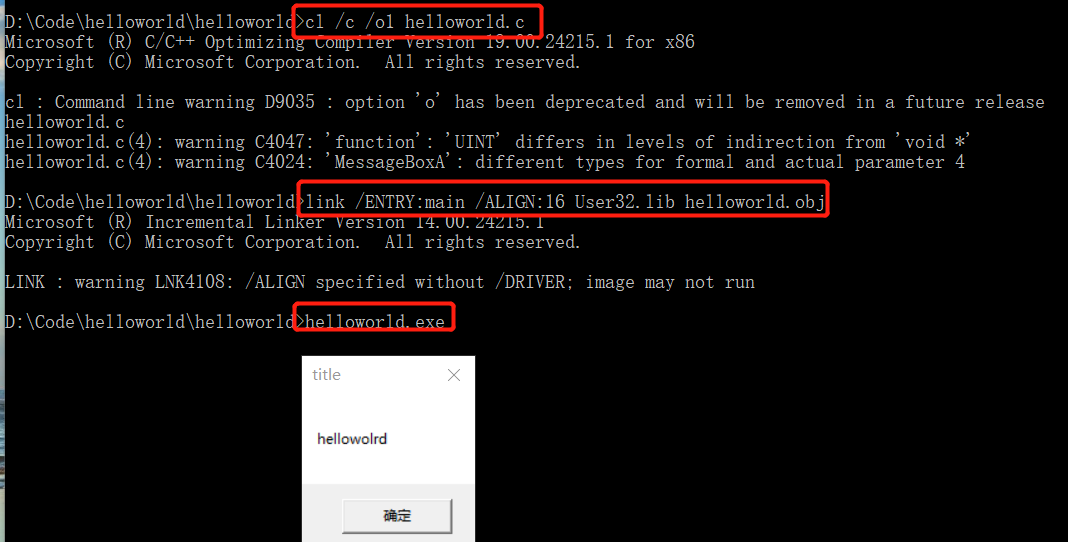 D:\Code\helloworld\helloworld>cl /c /ol helloworld.c
Microsoft (R) C/C++ Optimizing Compiler Version 19.00.24215.1 for x86
Copyright (C) Microsoft Corporation.  All rights reserved.
cl : Command line warning D9035 : option 'o' has been deprecated and will be removed in a future release
helloworld.c
helloworld.c(4): warning C4047: 'function': 'UINT' differs in levels of indirection from 'void *'
helloworld.c(4): warning C4024: 'MessageBoxA': different types for formal and actual parameter 4
D:\Code\helloworld\helloworld>link /ENTRY:main /ALIGN:16 User32.lib helloworld.obj
Microsoft (R) Incremental Linker Version 14.00.24215.1
Copyright (C) Microsoft Corporation.  All rights reserved.
LINK : warning LNK4108: /ALIGN specified without /DRIVER; image may not run
D:\Code\helloworld\helloworld>helloworld.exe
title
hellowolrd
确定